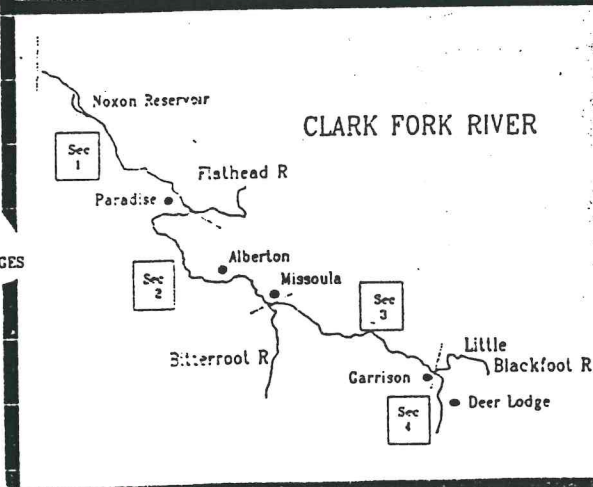 Noxon Reservoir
CLARK FORK RIVER
Sec
1
Flathead R
Paradise
GES
Alberton
Sec
2
Missoula
Sec
3
Little
Blackfoot R
Bitterroot R
Garrison
Deer Lodge
Sec
4